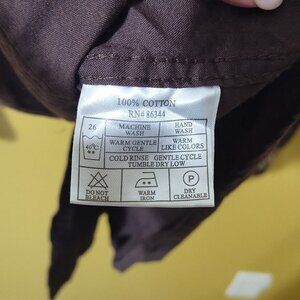 100% COTTON
RN# 86344
26 MACHINE WASH HAND WASH
40°C WARM GENTLE CYCLE WARM LIKE COLORS
COLD RINSE GENTLE CYCLE
TUMBLE DRY LOW
P
DO NOT BLEACH WARM IRON DRY CLEANABLE